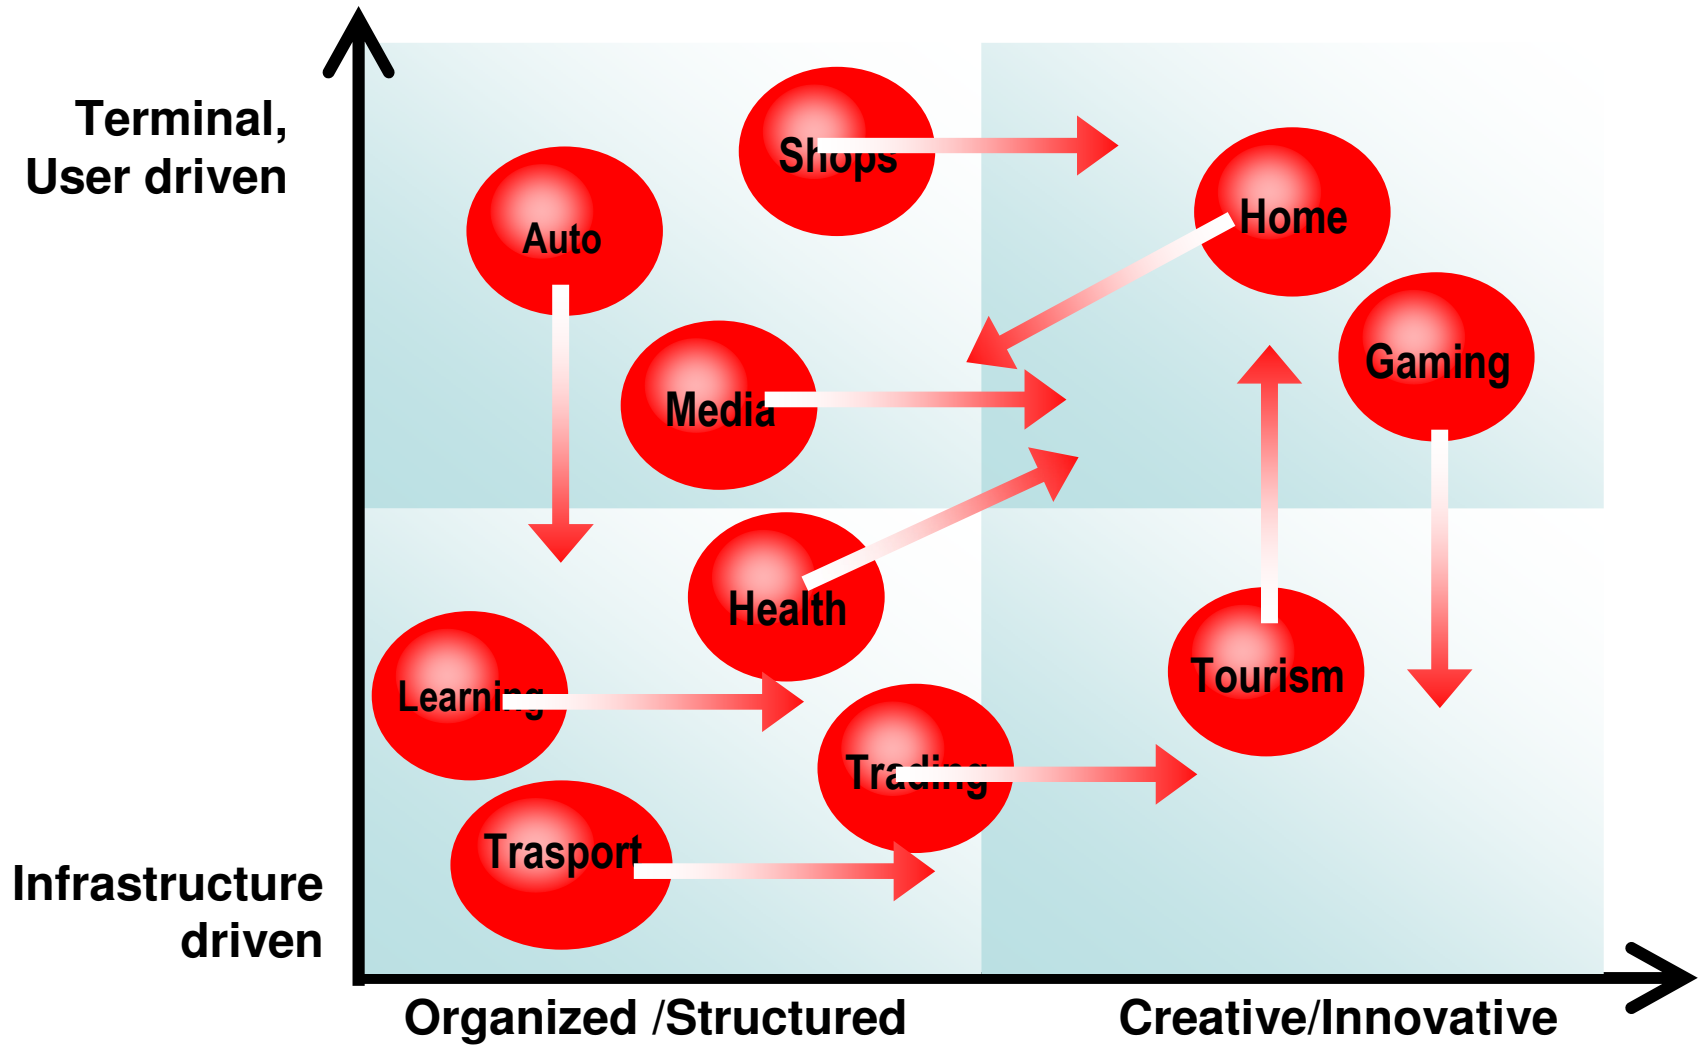 Terminal,
User driven
Shops
Auto
Home
Gaming
Media
Health
Learning
Tourism
Trading
Trasport
Infrastructure
driven
Organized /Structured
Creative/Innovative